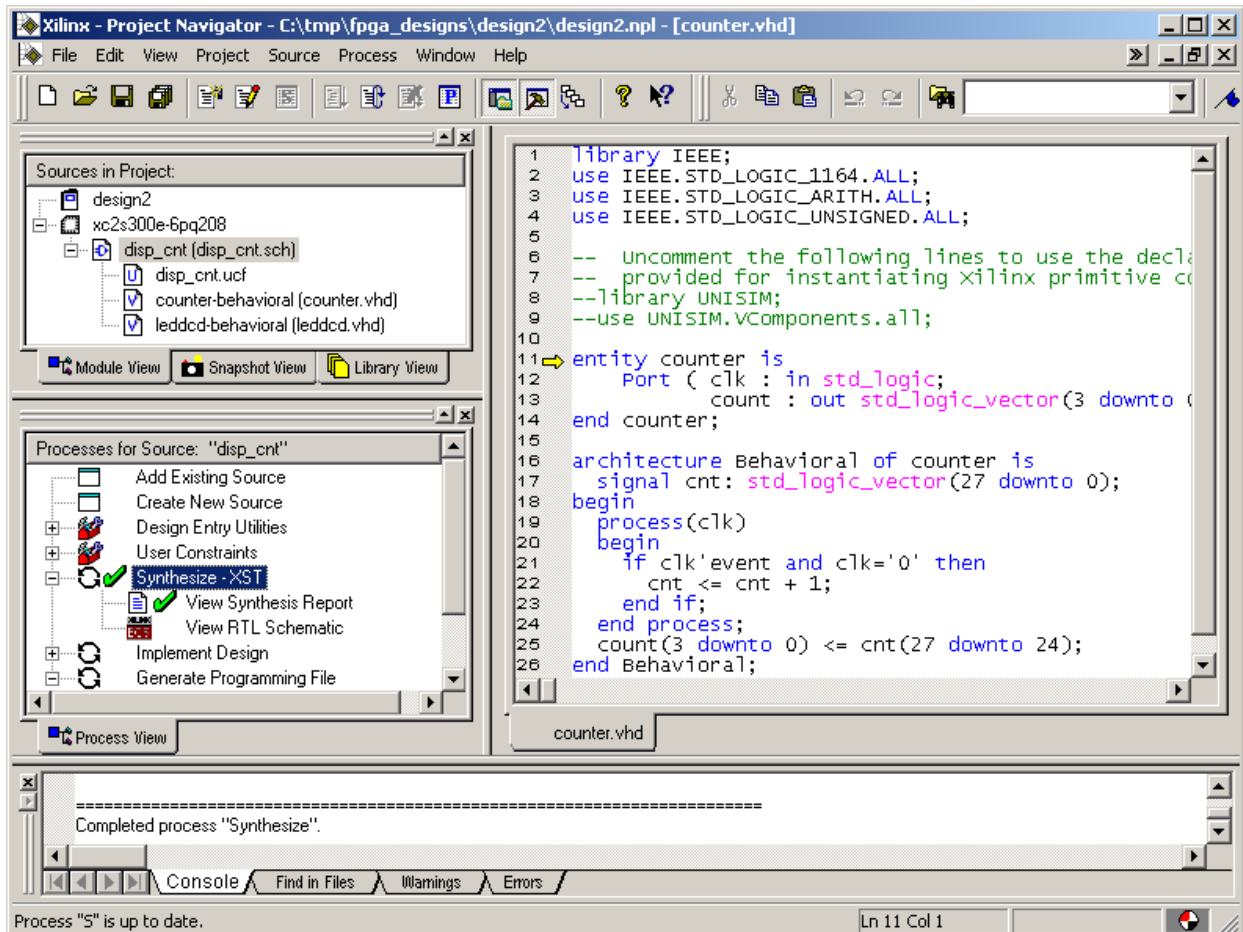 Xilinx - Project Navigator - C:\tmp\fpga_designs\design2\design2.npl - [counter.vhd]
File Edit View Project Source Process Window Help
Sources in Project:
design2
xc2s300e-6pq208
disp_cnt (disp_cnt.sch)
disp_cnt.ucf
counter-behavioral (counter.vhd)
leddcd-behavioral (leddcd.vhd)
Module View Snapshot View Library View
Processes for Source: "disp_cnt"
Add Existing Source
Create New Source
Design Entry Utilities
User Constraints
Synthesize - XST
View Synthesis Report
View RTL Schematic
Implement Design
Generate Programming File
Process View
1 library IEEE;
2 use IEEE.STD_LOGIC_1164.ALL;
3 use IEEE.STD_LOGIC_ARITH.ALL;
4 use IEEE.STD_LOGIC_UNSIGNED.ALL;
5
6 -- Uncomment the following lines to use the decla
7 -- provided for instantiating Xilinx primitive co
8 --library UNISIM;
9 --use UNISIM.VComponents.all;
10
11 entity counter is
12 Port ( clk : in std_logic;
13 count : out std_logic_vector(3 downto 0
14 end counter;
15
16 architecture Behavioral of counter is
17 signal cnt: std_logic_vector(27 downto 0);
18 begin
19 process(clk)
20 begin
21 if clk'event and clk='0' then
22 cnt <= cnt + 1;
23 end if;
24 end process;
25 count(3 downto 0) <= cnt(27 downto 24);
26 end Behavioral;
counter.vhd
=========================================================================
Completed process "Synthesize".
Console Find in Files Warnings Errors
Process "S" is up to date.
Ln 11 Col 1